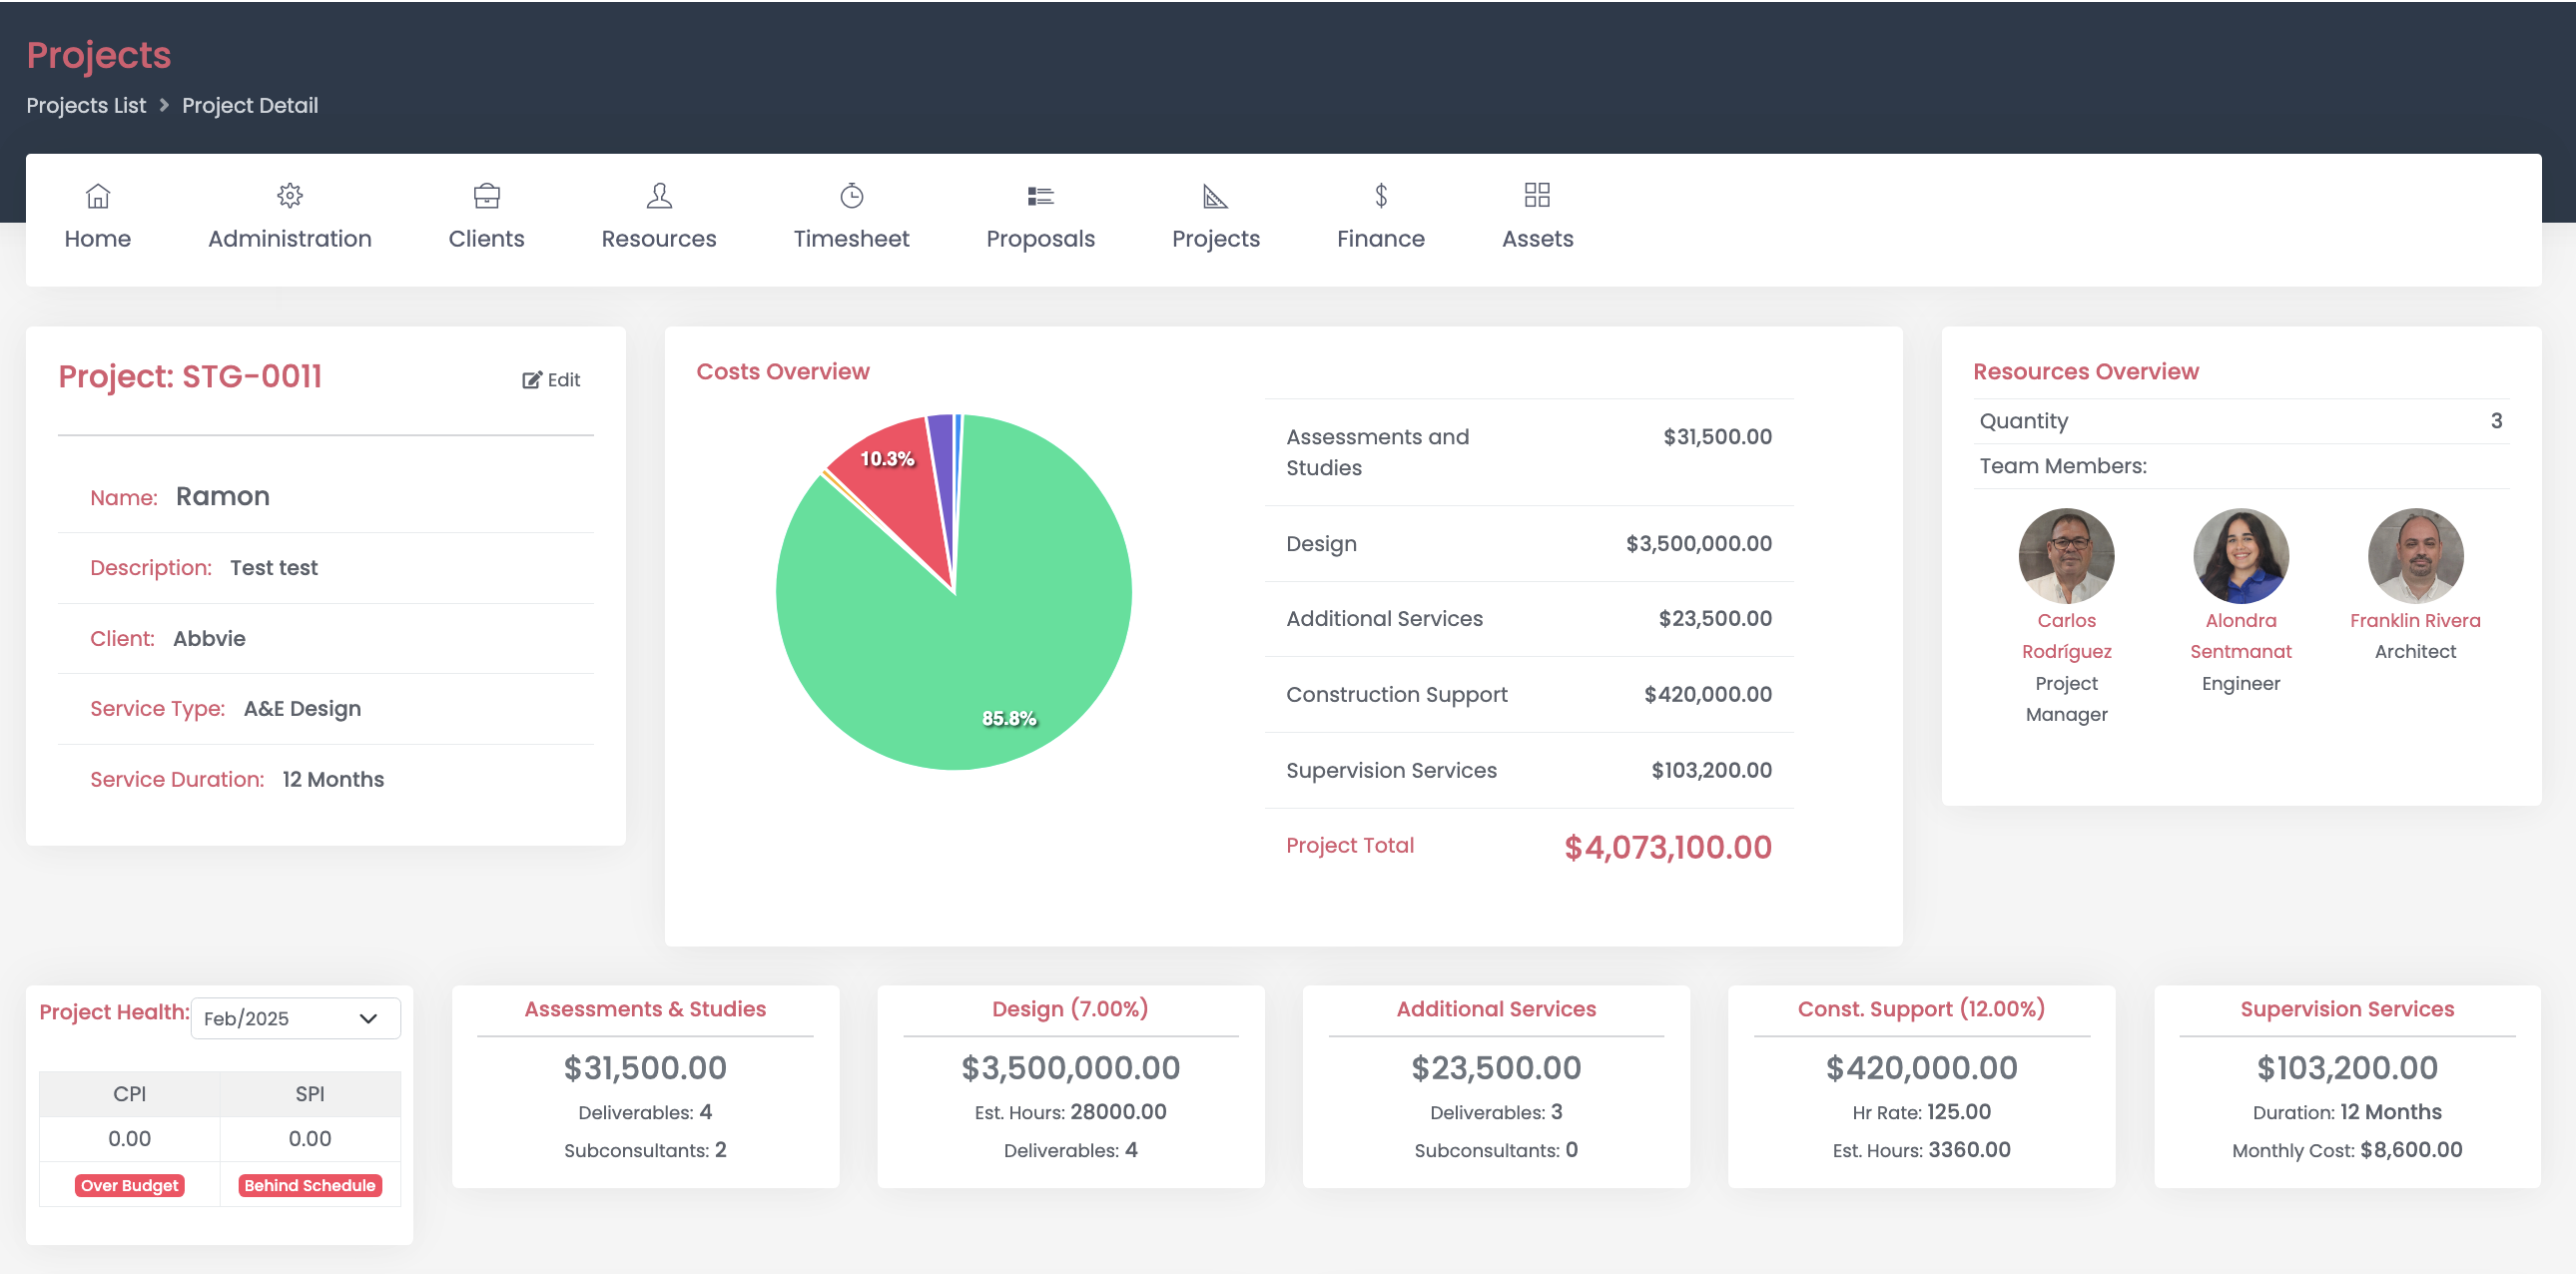 Projects
Projects List > Project Detail
Home Administration Clients Resources Timesheet Proposals Projects Finance Assets
Project: STG-0011 Edit
Name: Ramon
Description: Test test
Client: Abbvie
Service Type: A&E Design
Service Duration: 12 Months
Costs Overview
10.3%
85.8%
Assessments and $31,500.00
Studies
Design $3,500,000.00
Additional Services $23,500.00
Construction Support $420,000.00
Supervision Services $103,200.00
Project Total $4,073,100.00
Resources Overview
Quantity 3
Team Members:
Carlos
Rodríguez
Project
Manager
Alondra
Sentmanat
Engineer
Franklin Rivera
Architect
Project Health: Feb/2025
CPI SPI
0.00 0.00
Over Budget Behind Schedule
Assessments & Studies
$31,500.00
Deliverables: 4
Subconsultants: 2
Design (7.00%)
$3,500,000.00
Est. Hours: 28000.00
Deliverables: 4
Additional Services
$23,500.00
Deliverables: 3
Subconsultants: 0
Const. Support (12.00%)
$420,000.00
Hr Rate: 125.00
Est. Hours: 3360.00
Supervision Services
$103,200.00
Duration: 12 Months
Monthly Cost: $8,600.00